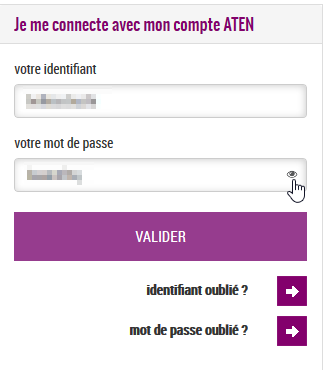 Je me connecte avec mon compte ATEN
votre identifiant
votre mot de passe
VALIDER
identifiant oublié ?
mot de passe oublié ?